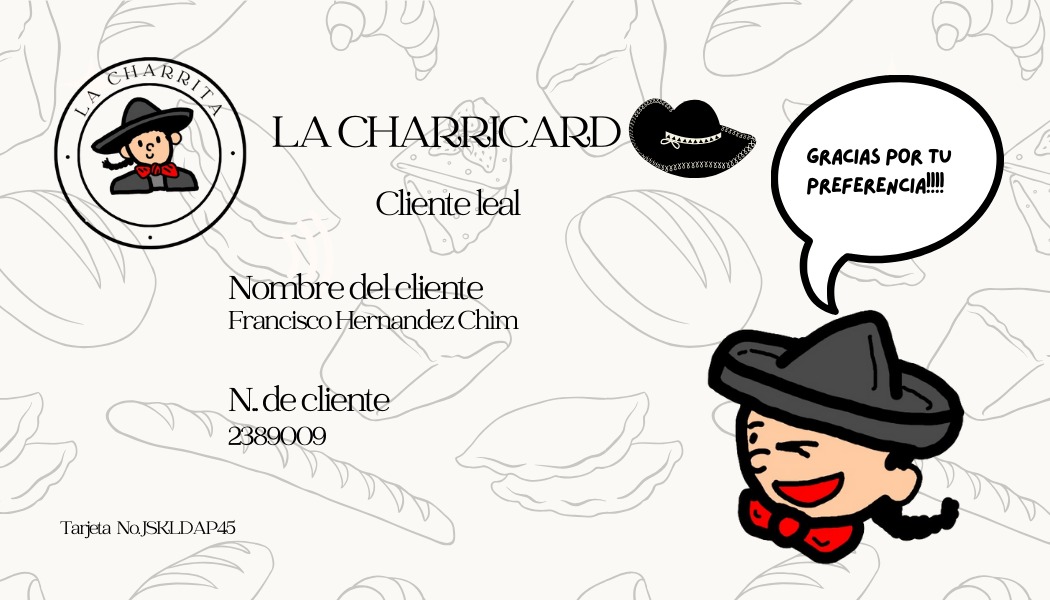 LA CHARRITA
LA CHARRICARD
GRACIAS POR TU
PREFERENCIA!!!!
Cliente leal
Nombre del cliente
Francisco Hernandez Chim
N.. de cliente
2389009
Tarjeta No.JSKLDAP45